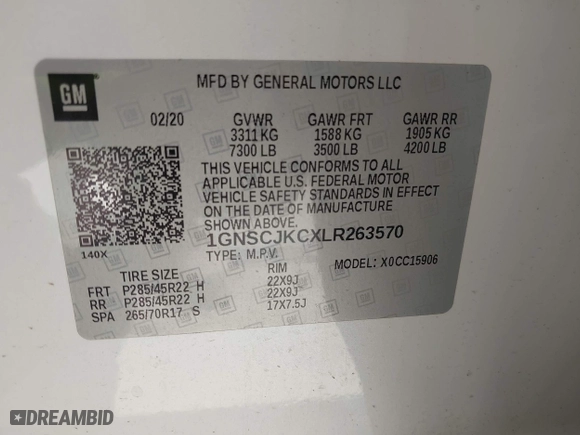 GM
MFD BY GENERAL MOTORS LLC
02/20 GVWR GAWR FRT GAWR RR
3311 KG 1588 KG 1905 KG
7300 LB 3500 LB 4200 LB
THIS VEHICLE CONFORMS TO ALL
APPLICABLE U.S. FEDERAL MOTOR
VEHICLE SAFETY STANDARDS IN EFFECT
ON THE DATE OF MANUFACTURE
SHOWN ABOVE.
1GNSCJKCXLR263570
140X TYPE: M.P.V. MODEL: X0CC15906
TIRE SIZE RIM
FRT P285/45R22 H 22X9J
RR P285/45R22 H 22X9J
SPA 265/70R17 S 17X7.5J
DREAMBID